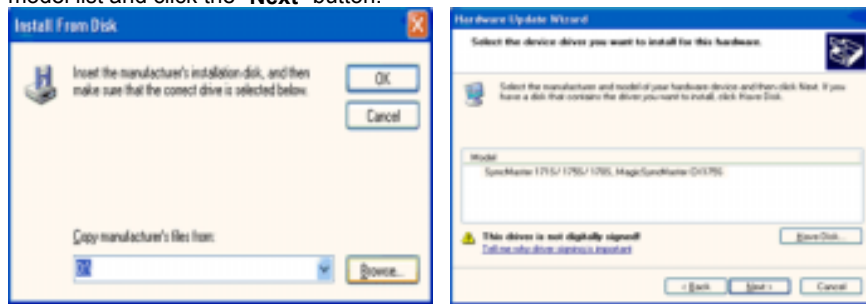 model list and click the "Next" button.
Install From Disk
Insert the manufacturer's installation disk, and then
make sure that the correct drive is selected below.
OK
Cancel
Copy manufacturer's files from:
Browse...
Hardware Update Wizard
Select the device driver you want to install for this hardware.
Select the manufacturer and model of your hardware device and then click Next. If you
have a disk that contains the driver you want to install, click Have Disk.
Model
SyncMaster
MagicSyncMaster
This driver is not digitally signed!
Tell me why driver signing is important
Have Disk...
< Back
Next >
Cancel